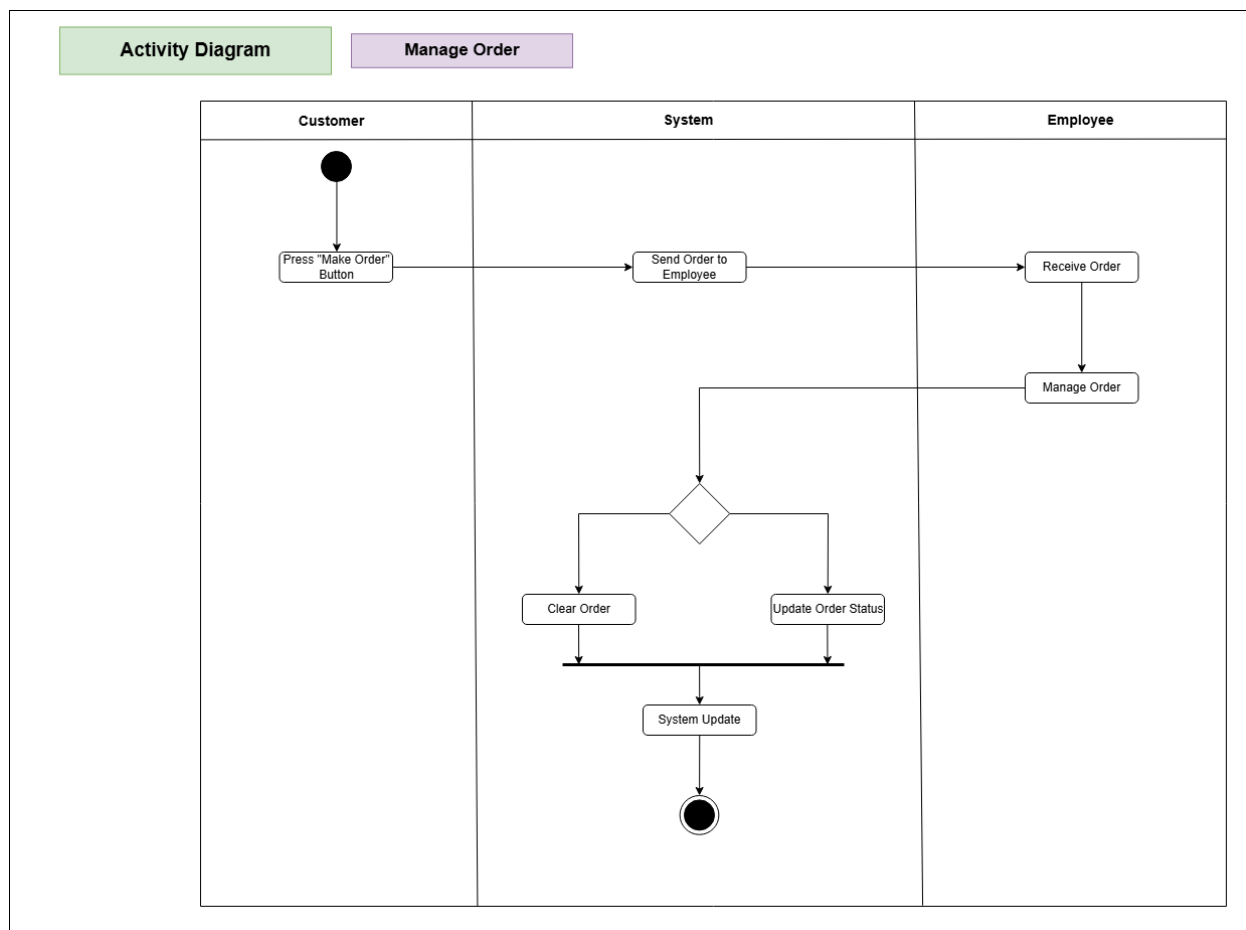 Activity Diagram
Manage Order
Customer
System
Employee
Press "Make Order"
Button
Send Order to
Employee
Receive Order
Manage Order
Clear Order
Update Order Status
System Update